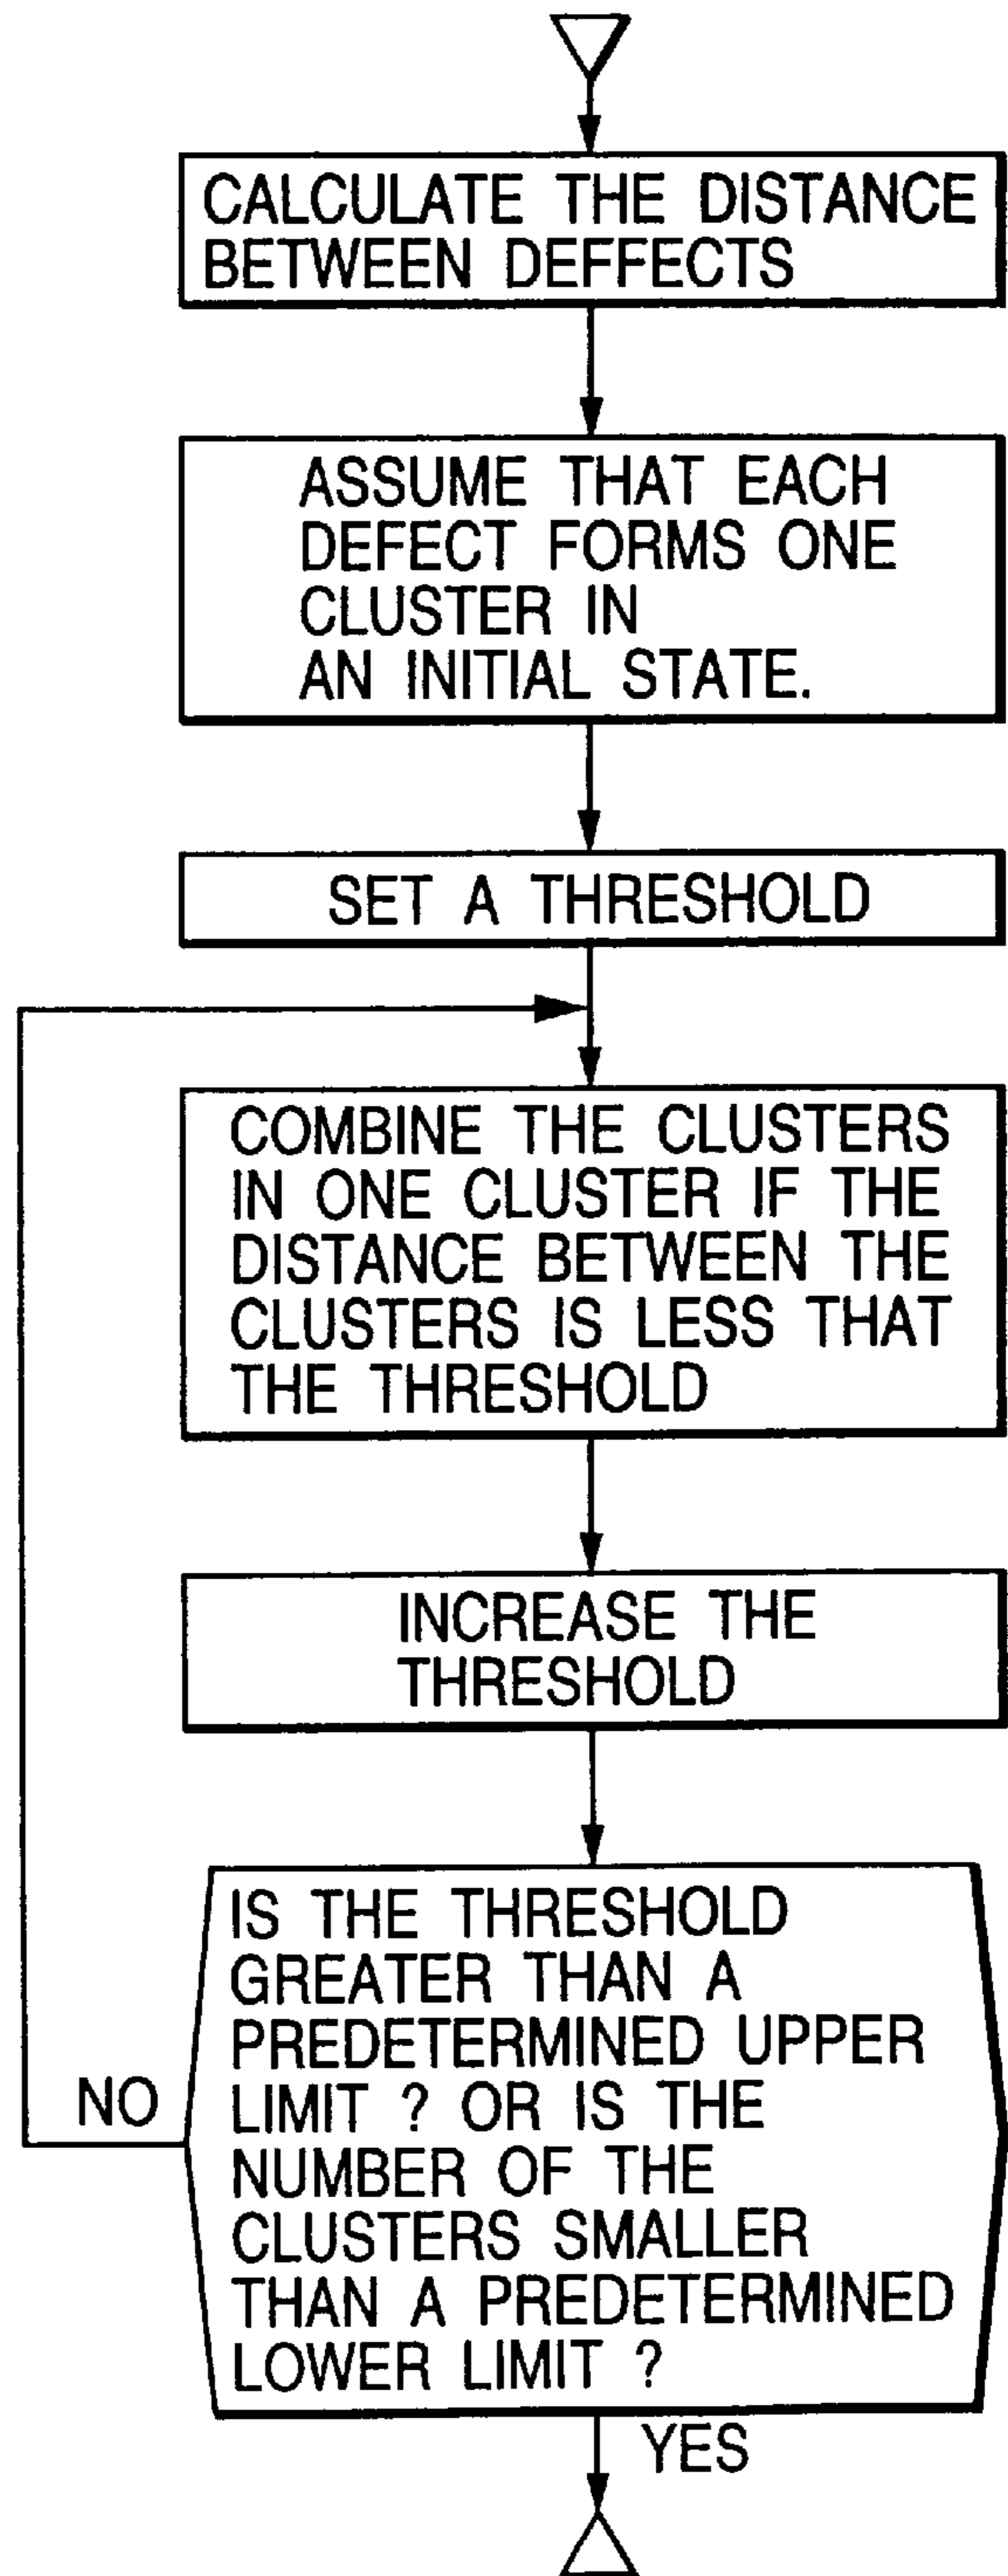 CALCULATE THE DISTANCE
BETWEEN DEFFECTS
ASSUME THAT EACH
DEFECT FORMS ONE
CLUSTER IN
AN INITIAL STATE.
SET A THRESHOLD
COMBINE THE CLUSTERS
IN ONE CLUSTER IF THE
DISTANCE BETWEEN THE
CLUSTERS IS LESS THAT
THE THRESHOLD
INCREASE THE
THRESHOLD
IS THE THRESHOLD
GREATER THAN A
PREDETERMINED UPPER
LIMIT ? OR IS THE
NUMBER OF THE
CLUSTERS SMALLER
THAN A PREDETERMINED
LOWER LIMIT ?
NO
YES